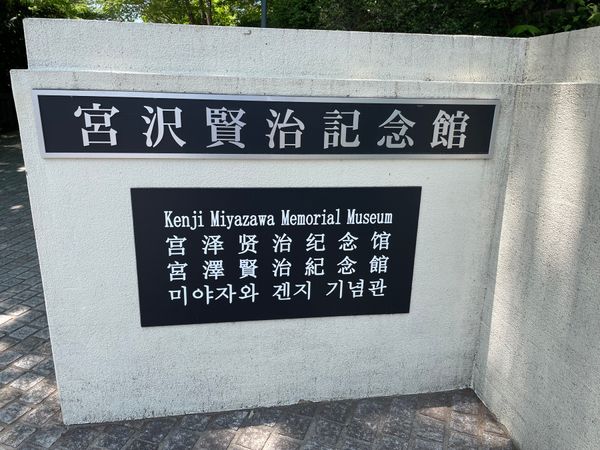 宮沢賢治記念館
Kenji Miyazawa Memorial Museum
宫泽贤治纪念馆
宮澤賢治紀念館
미야자와 겐지 기념관